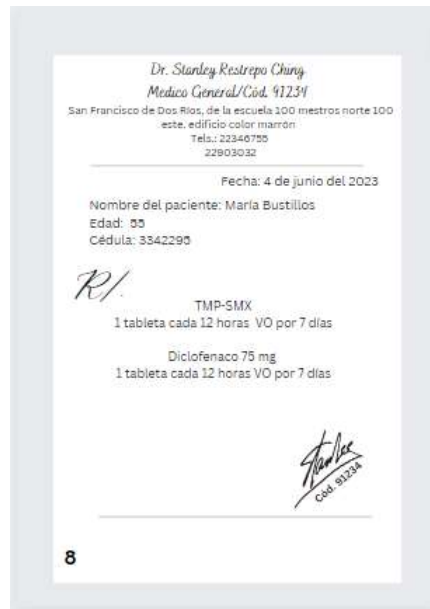 Dr. Stanley Restrepo Ching
Medico General/Cód. 91234
San Francisco de Dos Ríos, de la escuela 100 mestros norte 100
este, edificio color marrón
Tels.: 22346755
22903032
Fecha: 4 de junio del 2023
Nombre del paciente: María Bustillos
Edad: 55
Cédula: 3342295
R/.
TMP-SMX
1 tableta cada 12 horas VO por 7 días
Diclofenaco 75 mg
1 tableta cada 12 horas VO por 7 días
Stanlee
Cód. 91234
8